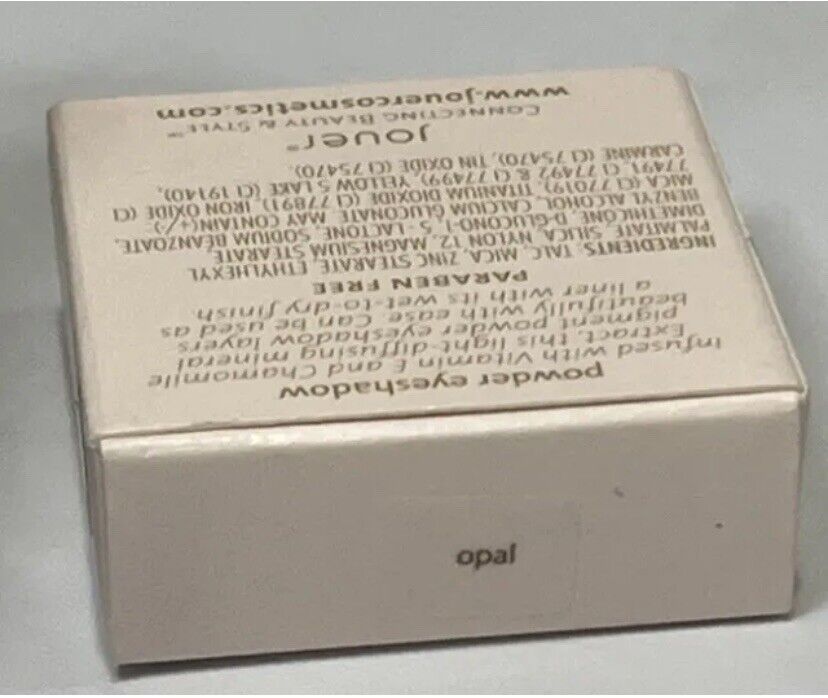 powder eyeshadow
Infused with Vitamin E and Chamomile
Extract, this light-diffusing mineral
pigment powder eyeshadow layers
beautifully with ease. Can be used as
a liner with its wet-to-dry finish
PARABEN FREE
INGREDIENTS: TALC, MICA, ZINC STEARATE, ETHYLHEXYL
PALMITATE, SILICA, NYLON 12, MAGNESIUM STEARATE
DIMETHICONE, D-GLUCONO-1, 5 - LACTONE, SODIUM BEANZOATE,
BENZYL ALCOHOL, CALCIUM GLUCONATE. MAY CONTAIN(+/-):
MICA (CI 77019), TITANIUM DIOXIDE (CI 77891), IRON OXIDE (CI
77491, CI 77492 & CI 77499), YELLOW 5 LAKE (CI 19140),
CARMINE (CI 75470), TIN OXIDE (CI 75470).
jouer®
CONNECTING BEAUTY & STYLE™
www.jouercosmetics.com
opal